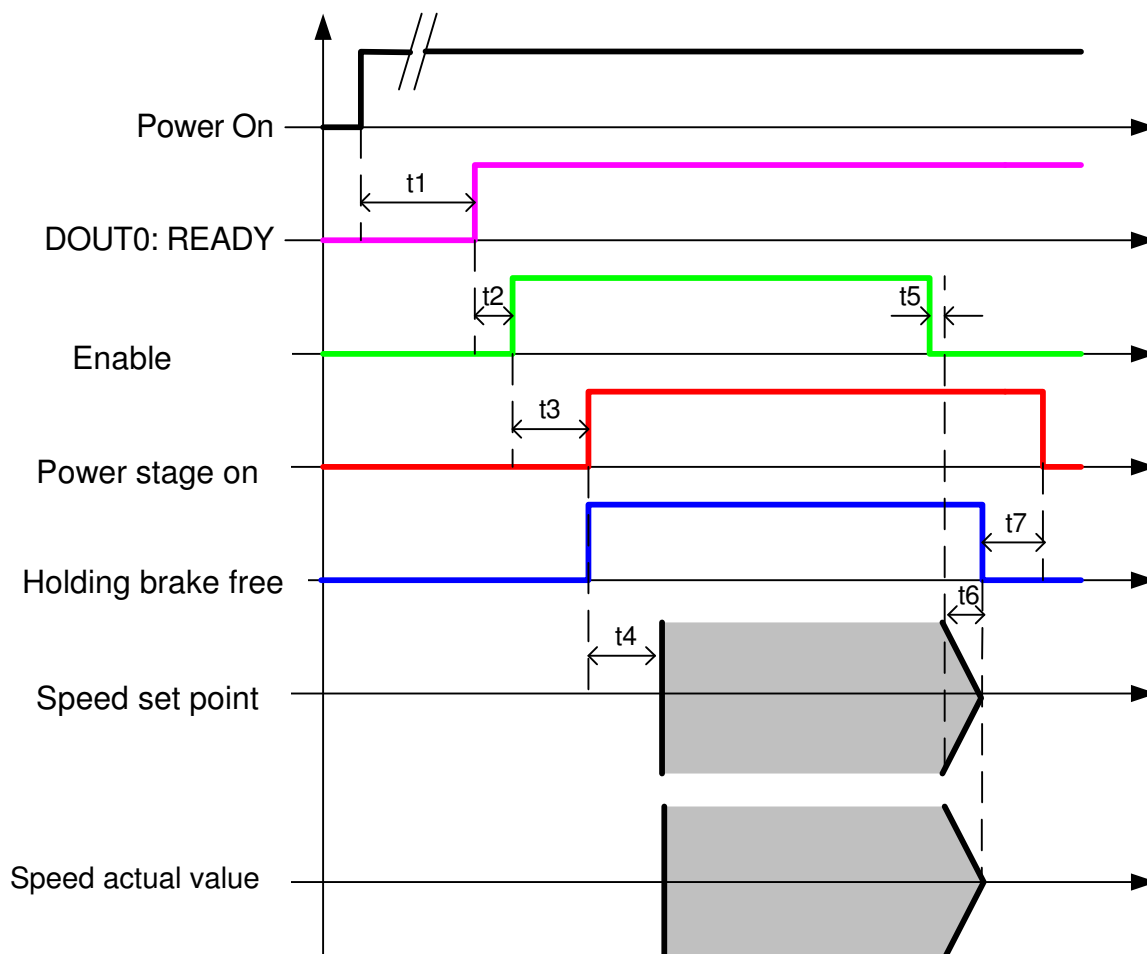 Power On
t1
DOUT0: READY
t2
t5
Enable
t3
Power stage on
t7
Holding brake free
t6
t4
Speed set point
Speed actual value